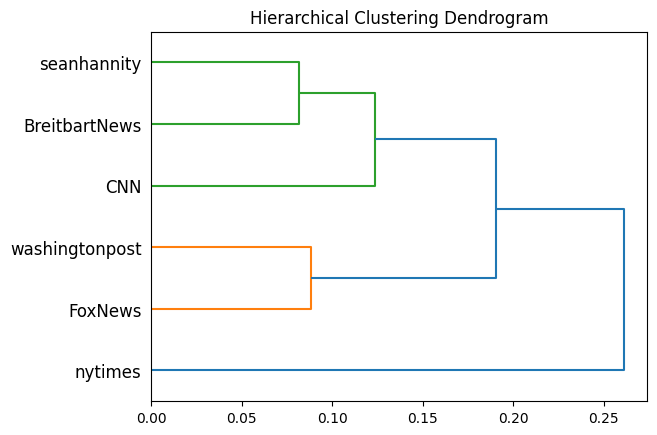 Hierarchical Clustering Dendrogram
seanhannity
BreitbartNews
CNN
washingtonpost
FoxNews
nytimes
0.00 0.05 0.10 0.15 0.20 0.25